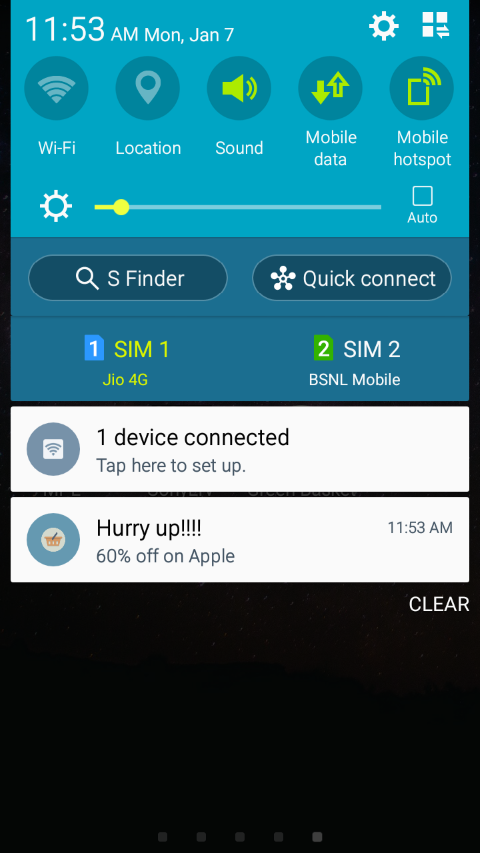 11:53 AM Mon, Jan 7
Wi-Fi
Location
Sound
Mobile
data
Mobile
hotspot
Auto
S Finder
Quick connect
1 SIM 1
Jio 4G
2 SIM 2
BSNL Mobile
1 device connected
Tap here to set up.
Hurry up!!!!
11:53 AM
60% off on Apple
CLEAR